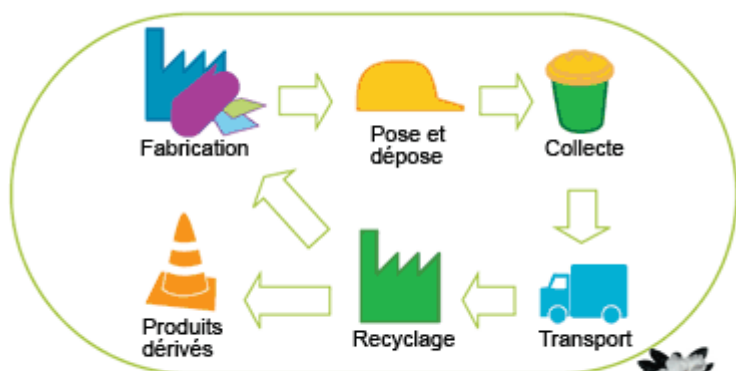 Fabrication
Pose et
dépose
Collecte
Produits
dérivés
Recyclage
Transport